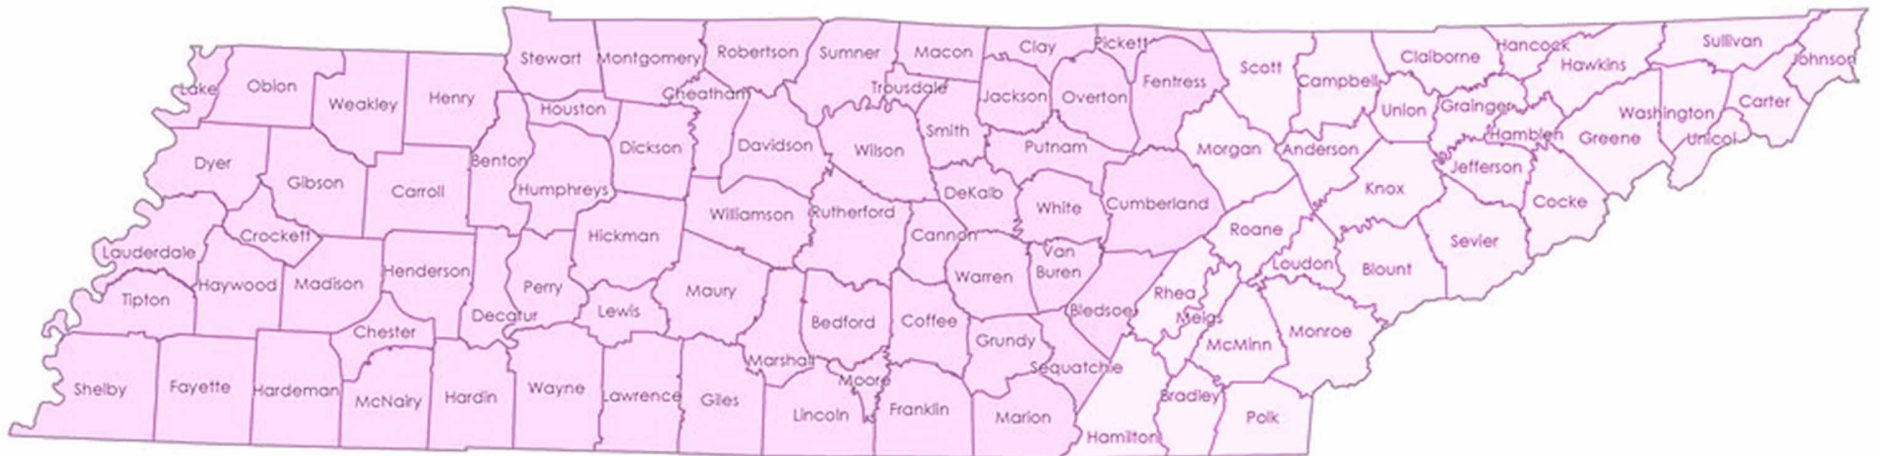 Lake
Obion
Weakley
Henry
Stewart
Montgomery
Robertson
Sumner
Macon
Clay
Pickett
Fentress
Scott
Campbell
Claiborne
Hancock
Hawkins
Sullivan
Johnson
Houston
Cheatham
Trousdale
Jackson
Overton
Union
Grainger
Washington
Carter
Dyer
Gibson
Carroll
Benton
Humphreys
Dickson
Davidson
Wilson
Smith
Putnam
Morgan
Anderson
Hamblen
Greene
Unicoi
Knox
Jefferson
Cocke
Lauderdale
Crockett
Williamson
Rutherford
DeKalb
White
Cumberland
Roane
Sevier
Tipton
Haywood
Madison
Henderson
Decatur
Perry
Hickman
Lewis
Maury
Cannon
Warren
Van
Buren
Bledsoe
Rhea
Meigs
Loudon
Blount
Chester
Marshall
Bedford
Coffee
Grundy
Sequatchie
McMinn
Monroe
Shelby
Fayette
Hardeman
McNairy
Hardin
Wayne
Lawrence
Giles
Lincoln
Moore
Franklin
Marion
Hamilton
Bradley
Polk